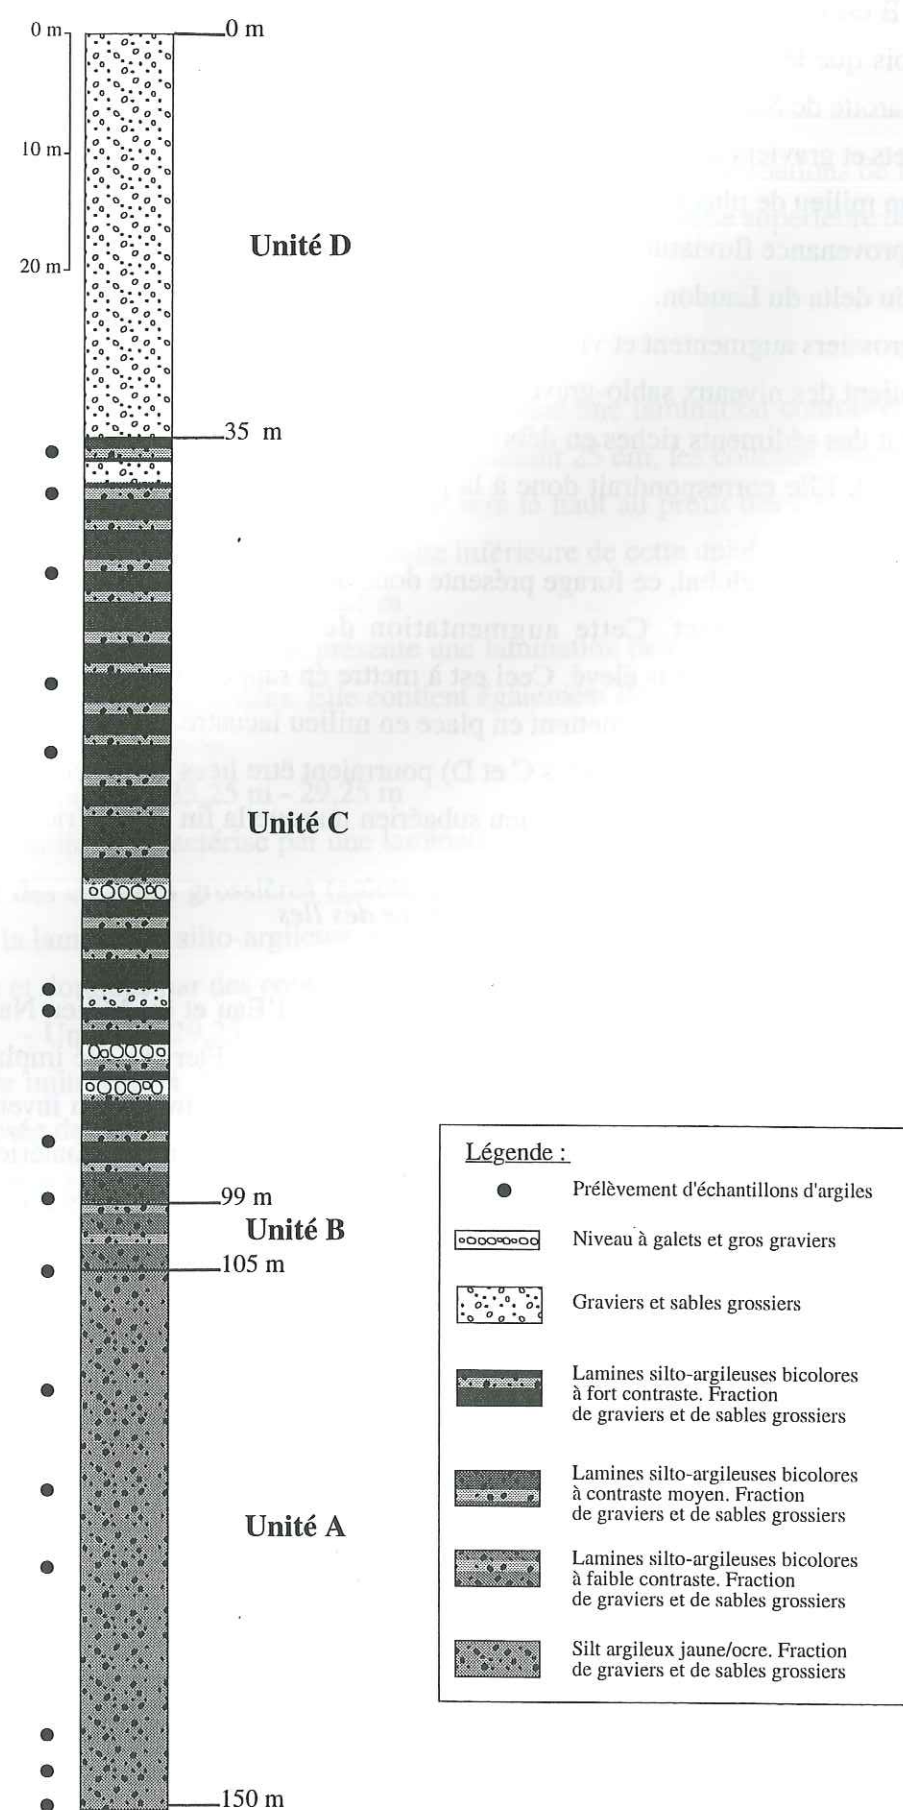 0 m
0 m
10 m
20 m
Unité D
35 m
Unité C
99 m
Unité B
105 m
Unité A
150 m
Légende :
Prélèvement d'échantillons d'argiles
Niveau à galets et gros graviers
Graviers et sables grossiers
Lamines silto-argileuses bicolores
à fort contraste. Fraction
de graviers et de sables grossiers
Lamines silto-argileuses bicolores
à contraste moyen. Fraction
de graviers et de sables grossiers
Lamines silto-argileuses bicolores
à faible contraste. Fraction
de graviers et de sables grossiers
Silt argileux jaune/ocre. Fraction
de graviers et de sables grossiers